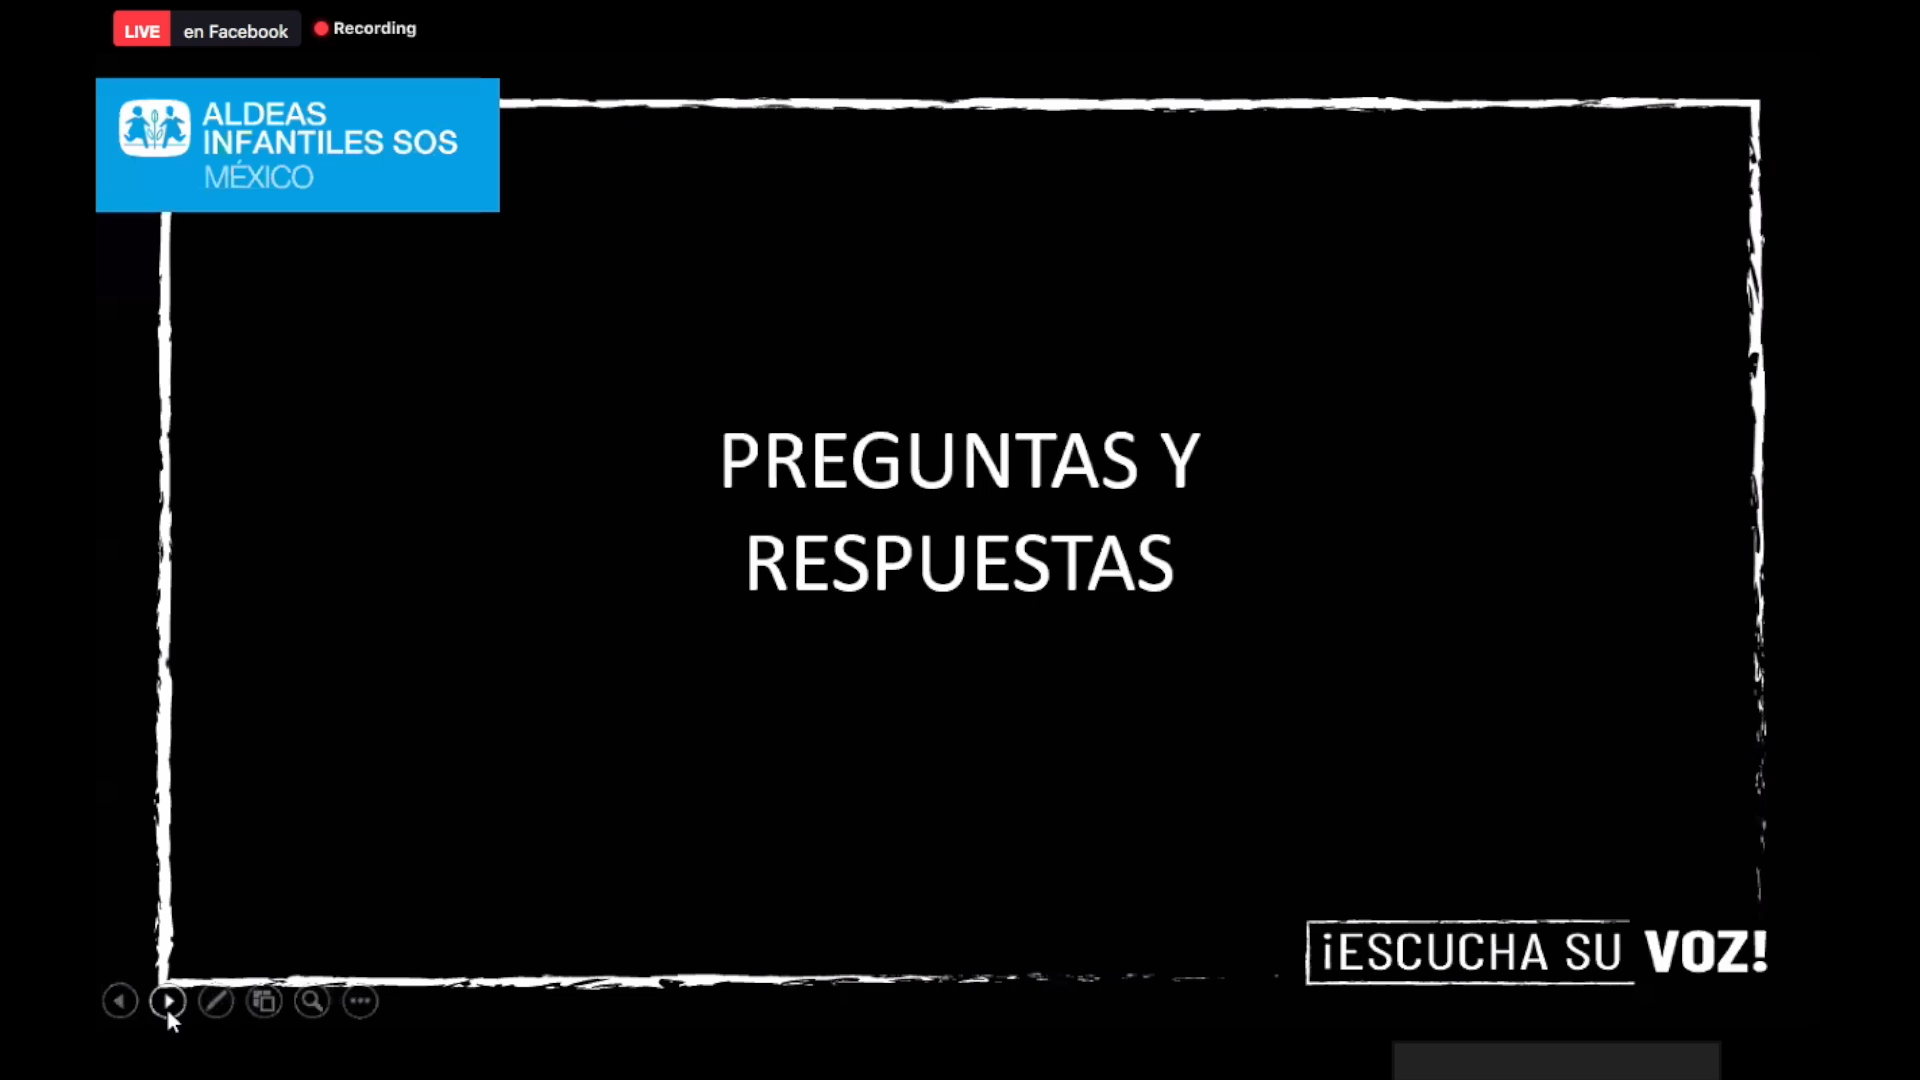 LIVE en Facebook Recording
ALDEAS
INFANTILES SOS
MÉXICO
PREGUNTAS Y
RESPUESTAS
¡ESCUCHA SU VOZ!